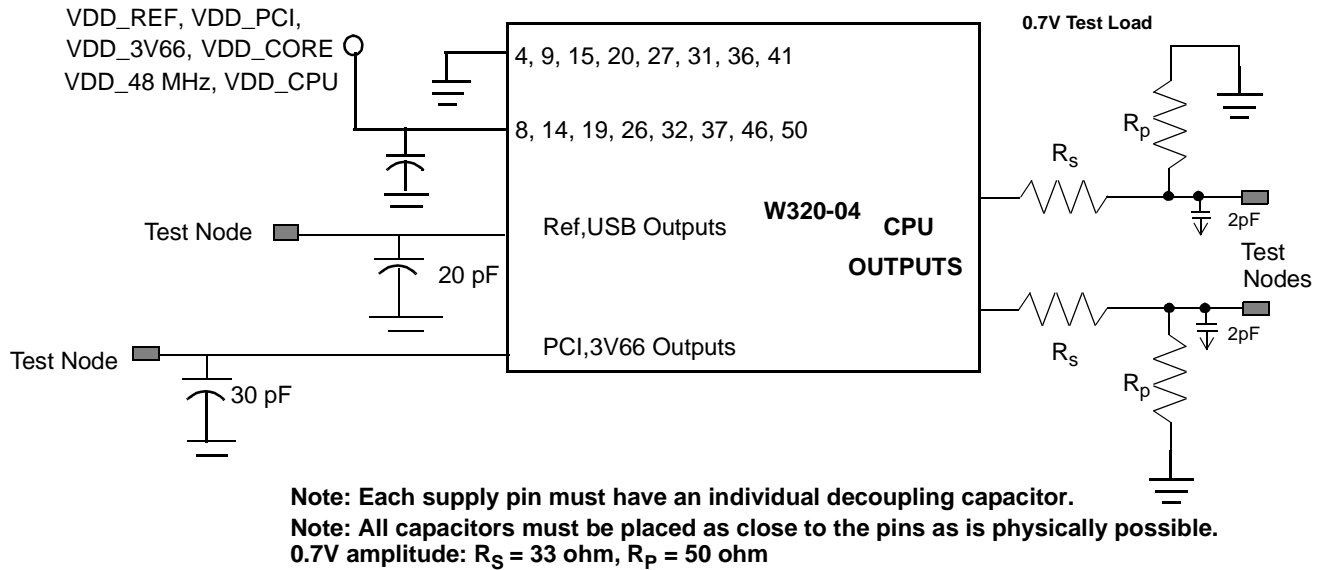 VDD_REF, VDD_PCI,
VDD_3V66, VDD_CORE
VDD_48 MHz, VDD_CPU
4, 9, 15, 20, 27, 31, 36, 41
8, 14, 19, 26, 32, 37, 46, 50
0.7V Test Load
Rp
Rs
2pF
Test Node
Ref,USB Outputs
W320-04
CPU
OUTPUTS
20 pF
Test
Nodes
2pF
Rs
Rp
Test Node
PCI,3V66 Outputs
30 pF
Note: Each supply pin must have an individual decoupling capacitor.
Note: All capacitors must be placed as close to the pins as is physically possible.
0.7V amplitude: RS = 33 ohm, RP = 50 ohm